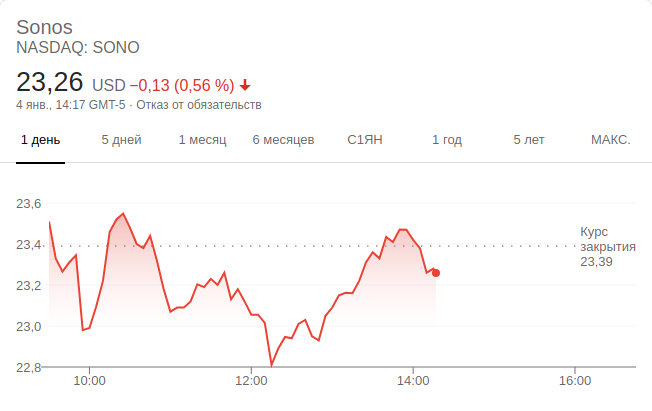 Sonos
NASDAQ: SONO
23,26 USD −0,13 (0,56 %)
4 янв., 14:17 GMT-5 · Отказ от обязательств
1 день 5 дней 1 месяц 6 месяцев С1ЯН 1 год 5 лет МАКС.
23,6
Курс
23,4 закрытия
23,39
23,2
23,0
22,8
10:00 12:00 14:00 16:00